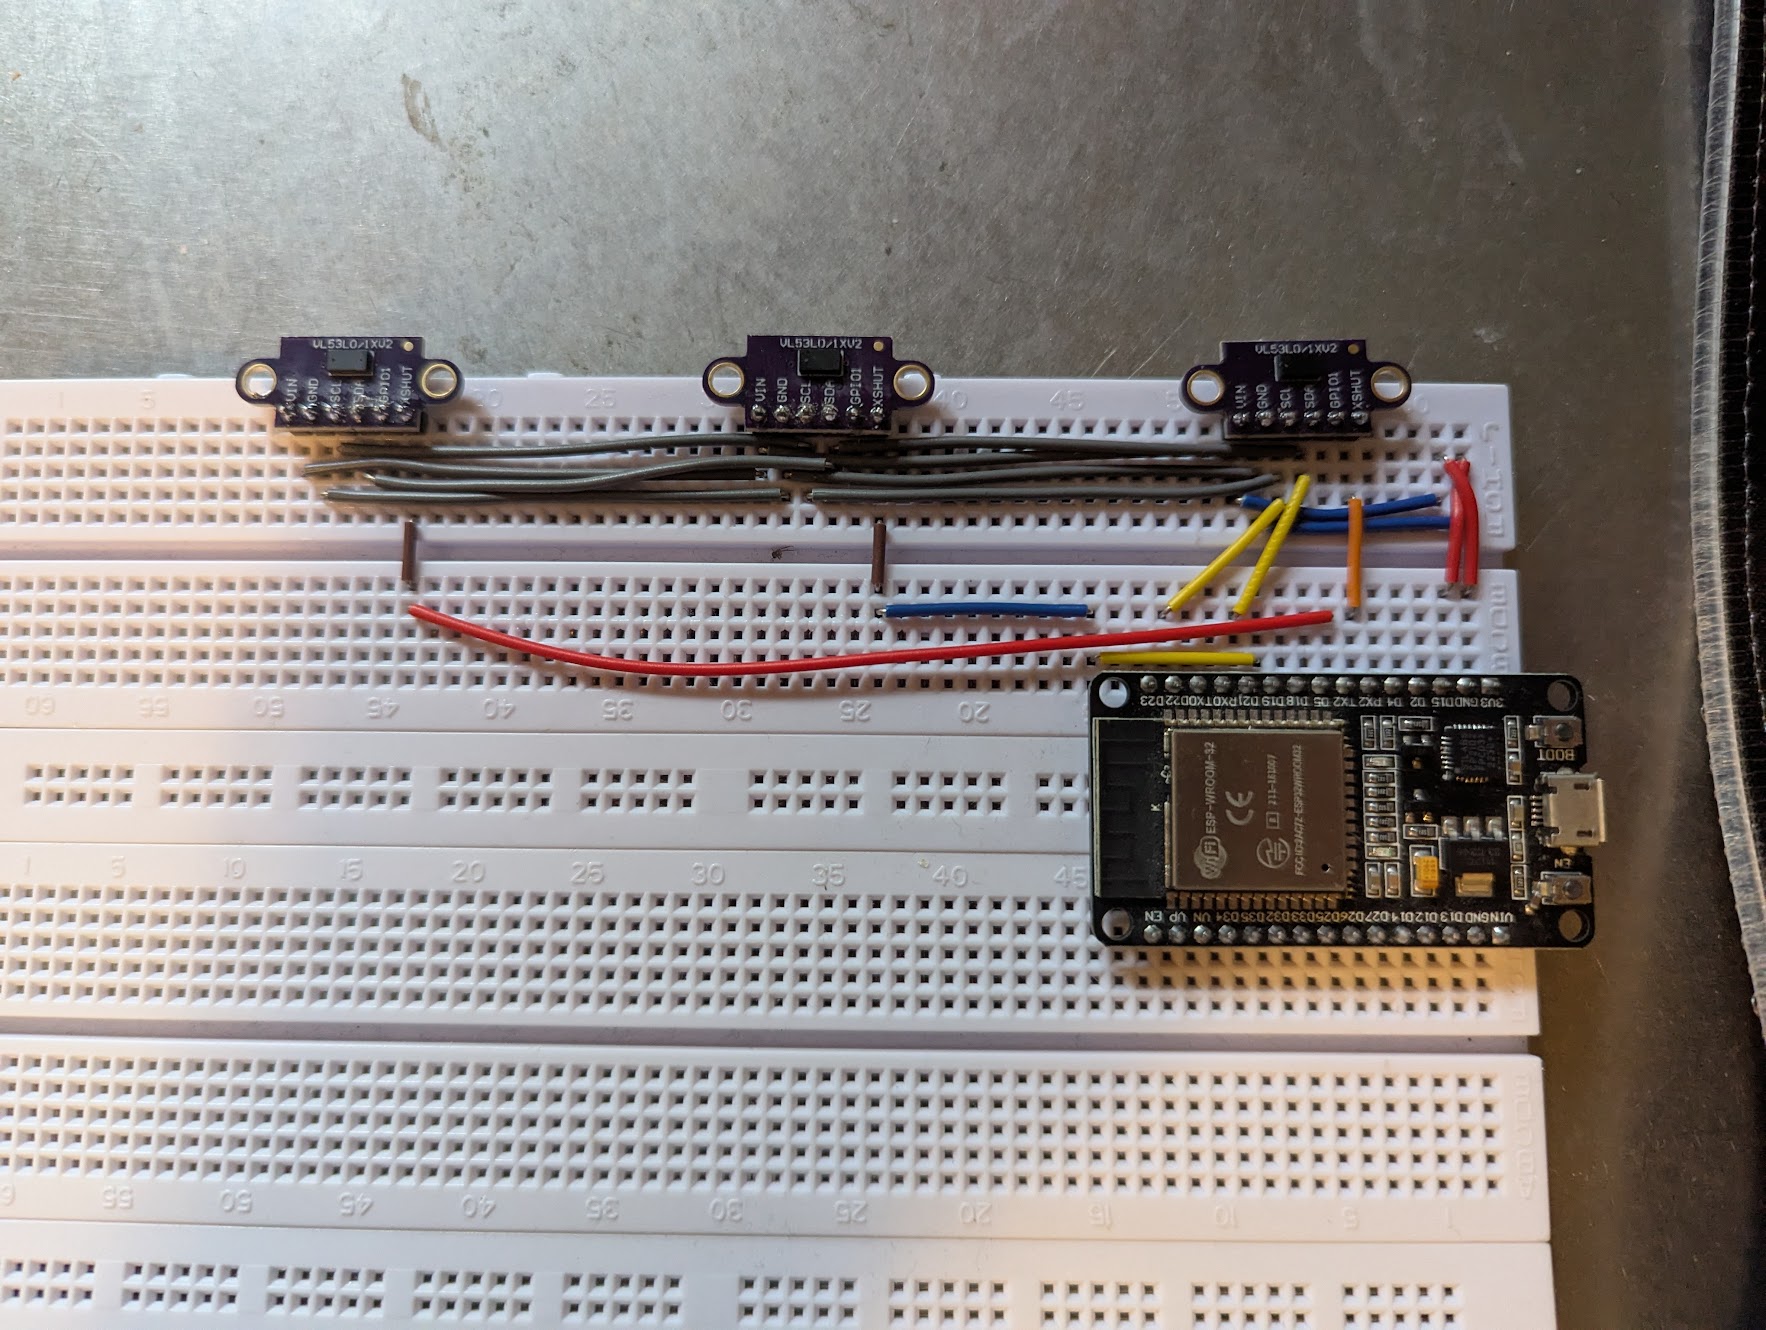 VL53L0/1XV2
VL53L0/1XV2
VL53L0/1XV2
VIN GND SCL SDA GPIO1 XSHUT
VIN GND SCL SDA GPIO1 XSHUT
VIN GND SCL SDA GPIO1 XSHUT
1 5 25 40 45
60 55 50 45 40 35 30 25 20
D23 D22 TX0 RX0 D21 D19 D18 D5 TX2 RX2 D4 D2 D15 GND 3V3
BOOT
WiFi ESP-WROOM-32
CE
EN
EN VP VN D34 D35 D32 D33 D25 D26 D27 D14 D12 D13 GND VIN
1 5 10 15 20 25 30 35 40 45
55 50 45 40 35 30 25 20 15 10 5 1